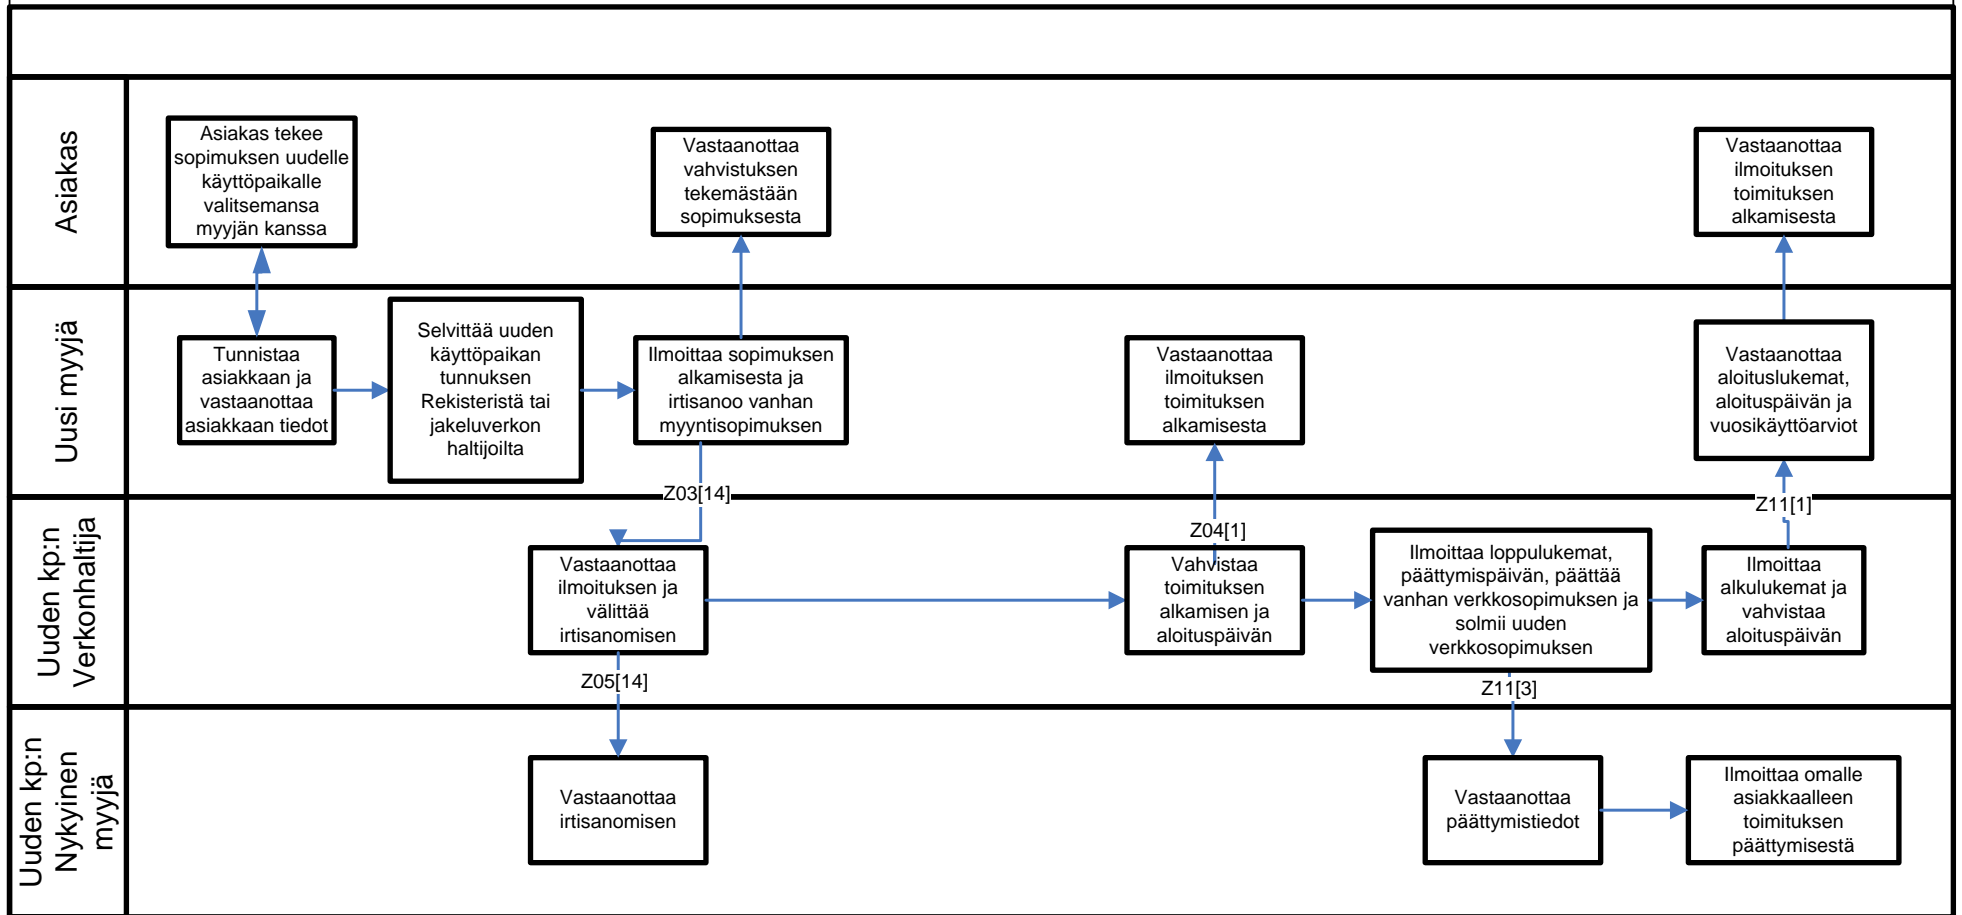 Asiakas
Asiakas tekee
sopimuksen uudelle
käyttöpaikalle
valitsemansa
myyjän kanssa
Vastaanottaa
vahvistuksen
tekemästään
sopimuksesta
Vastaanottaa
ilmoituksen
toimituksen
alkamisesta
Uusi myyjä
Tunnistaa
asiakkaan ja
vastaanottaa
asiakkaan tiedot
Selvittää uuden
käyttöpaikan
tunnuksen
Rekisteristä tai
jakeluverkon
haltijoilta
Ilmoittaa sopimuksen
alkamisesta ja
irtisanoo vanhan
myyntisopimuksen
Vastaanottaa
ilmoituksen
toimituksen
alkamisesta
Vastaanottaa
aloituslukemat,
aloituspäivän ja
vuosikäyttöarviot
Z03[14]
Z04[1]
Z11[1]
Uuden kp:n
Verkonhaltija
Vastaanottaa
ilmoituksen ja
välittää
irtisanomisen
Vahvistaa
toimituksen
alkamisen ja
aloituspäivän
Ilmoittaa loppulukemat,
päättymispäivän, päättää
vanhan verkkosopimuksen ja
solmii uuden
verkkosopimuksen
Ilmoittaa
alkulukemat ja
vahvistaa
aloituspäivän
Z05[14]
Z11[3]
Uuden kp:n
Nykyinen
myyjä
Vastaanottaa
irtisanomisen
Vastaanottaa
päättymistiedot
Ilmoittaa omalle
asiakkaalleen
toimituksen
päättymisestä